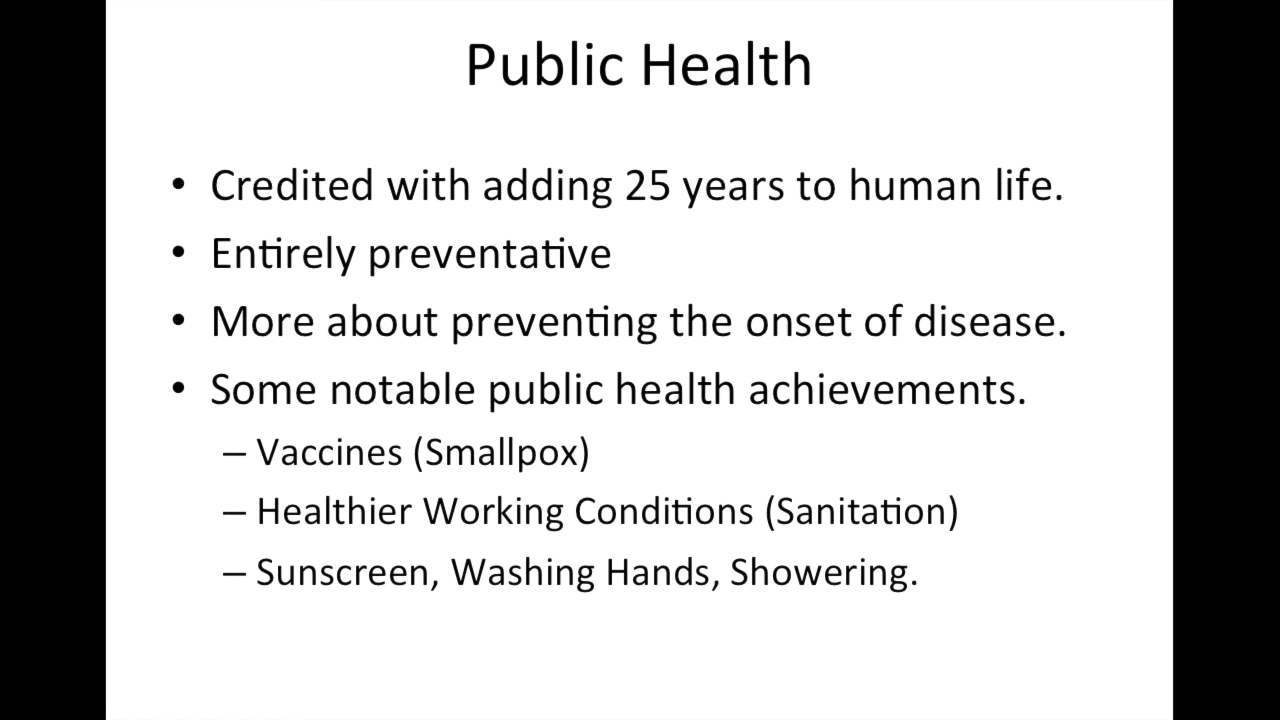 Public Health
• Credited with adding 25 years to human life.
• Entirely preventative
• More about preventing the onset of disease.
• Some notable public health achievements.
– Vaccines (Smallpox)
– Healthier Working Conditions (Sanitation)
– Sunscreen, Washing Hands, Showering.